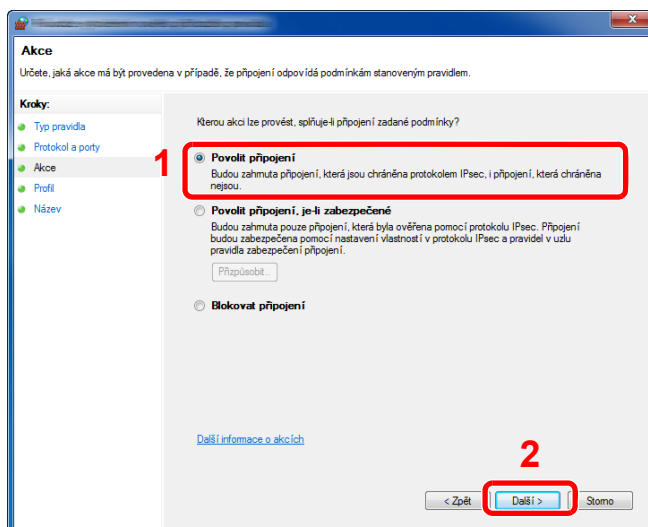 Akce
Určete, jaká akce má být provedena v případě, že připojení odpovídá podmínkám stanoveným pravidlem.
Kroky:
Typ pravidla
Protokol a porty
Akce
Profil
Název
Kterou akci lze provést, splňuje-li připojení zadané podmínky?
1
Povolit připojení
Budou zahrnuta připojení, která jsou chráněna protokolem IPsec, i připojení, která chráněna
nejsou.
Povolit připojení, je-li zabezpečené
Budou zahrnuta pouze připojení, která byla ověřena pomocí protokolu IPsec. Připojení
budou zabezpečena pomocí nastavení vlastností v protokolu IPsec a pravidel v uzlu
pravidla zabezpečení připojení.
Přizpůsobit...
Blokovat připojení
Další informace o akcích
2
< Zpět Další > Storno